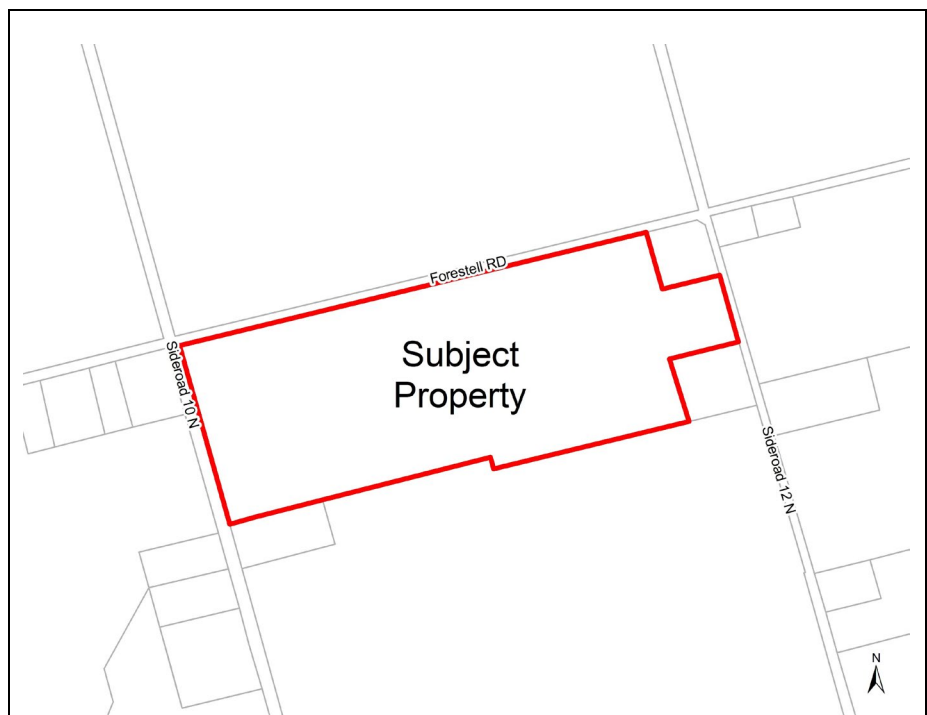 Forestell RD
Sideroad 10 N
Subject
Property
Sideroad 12 N
N